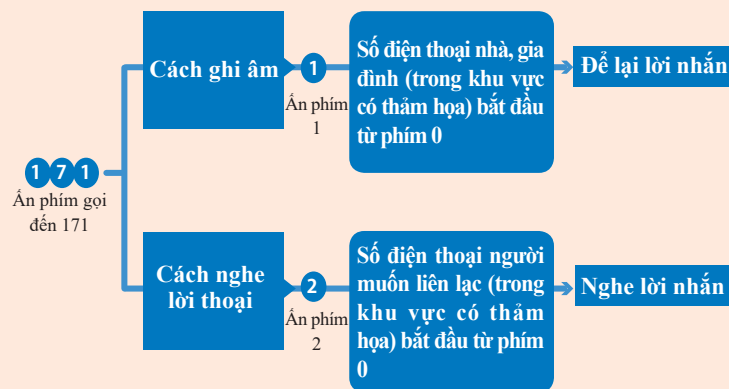 1 7 1
Ấn phím gọi
đến 171
Cách ghi âm
1
Ấn phím
1
Số điện thoại nhà, gia
đình (trong khu vực
có thảm họa) bắt đầu
từ phím 0
Để lại lời nhắn
Cách nghe
lời thoại
2
Ấn phím
2
Số điện thoại người
muốn liên lạc (trong
khu vực có thảm
họa) bắt đầu từ phím
0
Nghe lời nhắn